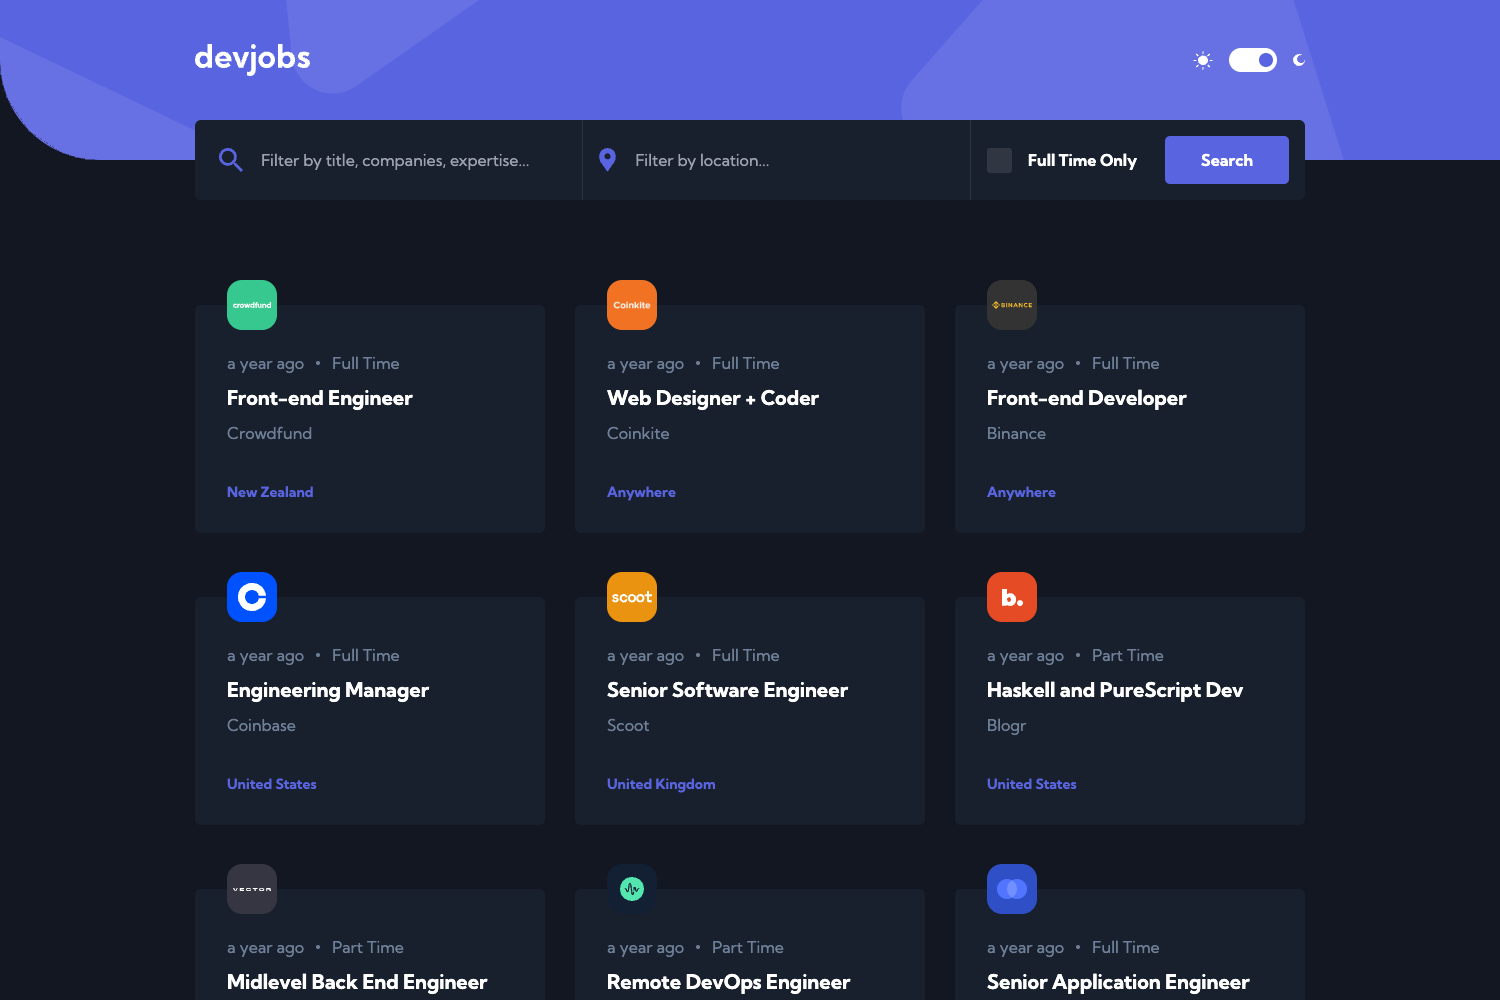 devjobs
Filter by title, companies, expertise...
Filter by location...
Full Time Only
Search
crowdfund
a year ago • Full Time
Front-end Engineer
Crowdfund
New Zealand
Coinkite
a year ago • Full Time
Web Designer + Coder
Coinkite
Anywhere
BINANCE
a year ago • Full Time
Front-end Developer
Binance
Anywhere
a year ago • Full Time
Engineering Manager
Coinbase
United States
scoot
a year ago • Full Time
Senior Software Engineer
Scoot
United Kingdom
b.
a year ago • Part Time
Haskell and PureScript Dev
Blogr
United States
VECTOR
a year ago • Part Time
Midlevel Back End Engineer
a year ago • Part Time
Remote DevOps Engineer
a year ago • Full Time
Senior Application Engineer